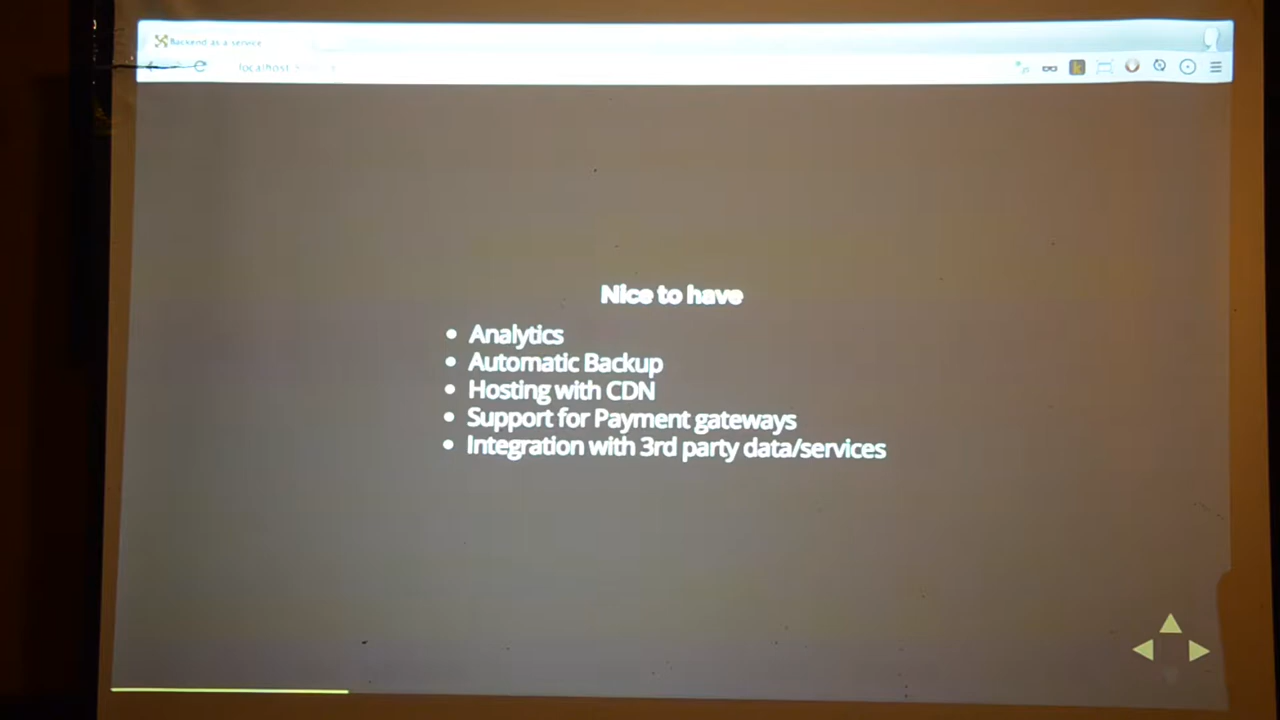 Backend as a service
localhost
Nice to have
Analytics
Automatic Backup
Hosting with CDN
Support for Payment gateways
Integration with 3rd party data/services